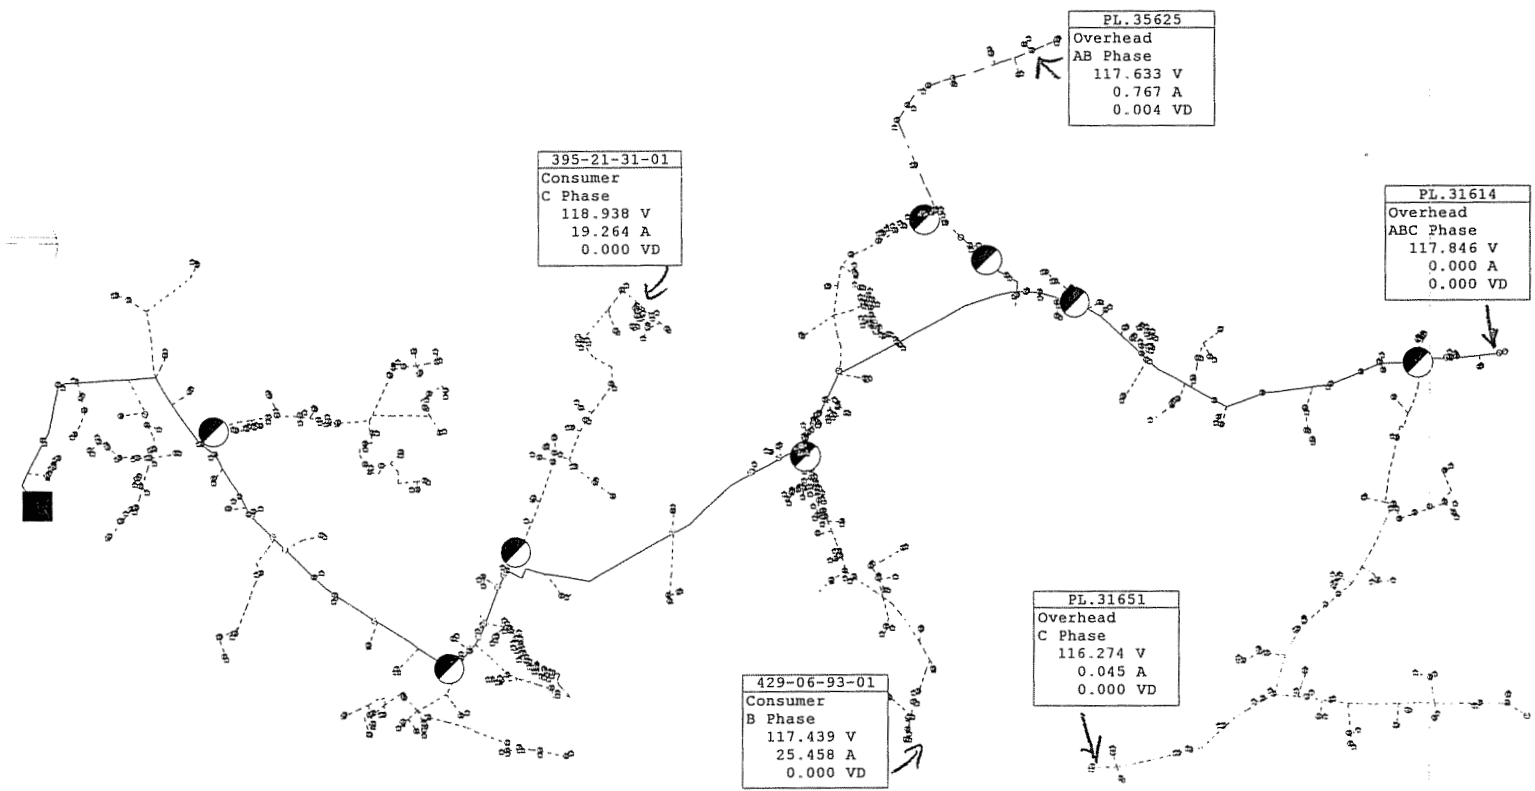 PL.35625
Overhead
AB Phase
117.633 V
0.767 A
0.004 VD
395-21-31-01
Consumer
C Phase
118.938 V
19.264 A
0.000 VD
PL.31614
Overhead
ABC Phase
117.846 V
0.000 A
0.000 VD
PL.31651
Overhead
C Phase
116.274 V
0.045 A
0.000 VD
429-06-93-01
Consumer
B Phase
117.439 V
25.458 A
0.000 VD